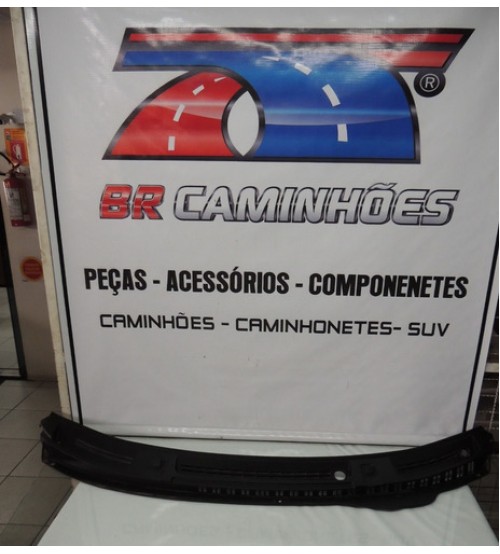 ®
BR CAMINHÕES
PEÇAS - ACESSÓRIOS - COMPONENETES
CAMINHÕES - CAMINHONETES- SUV